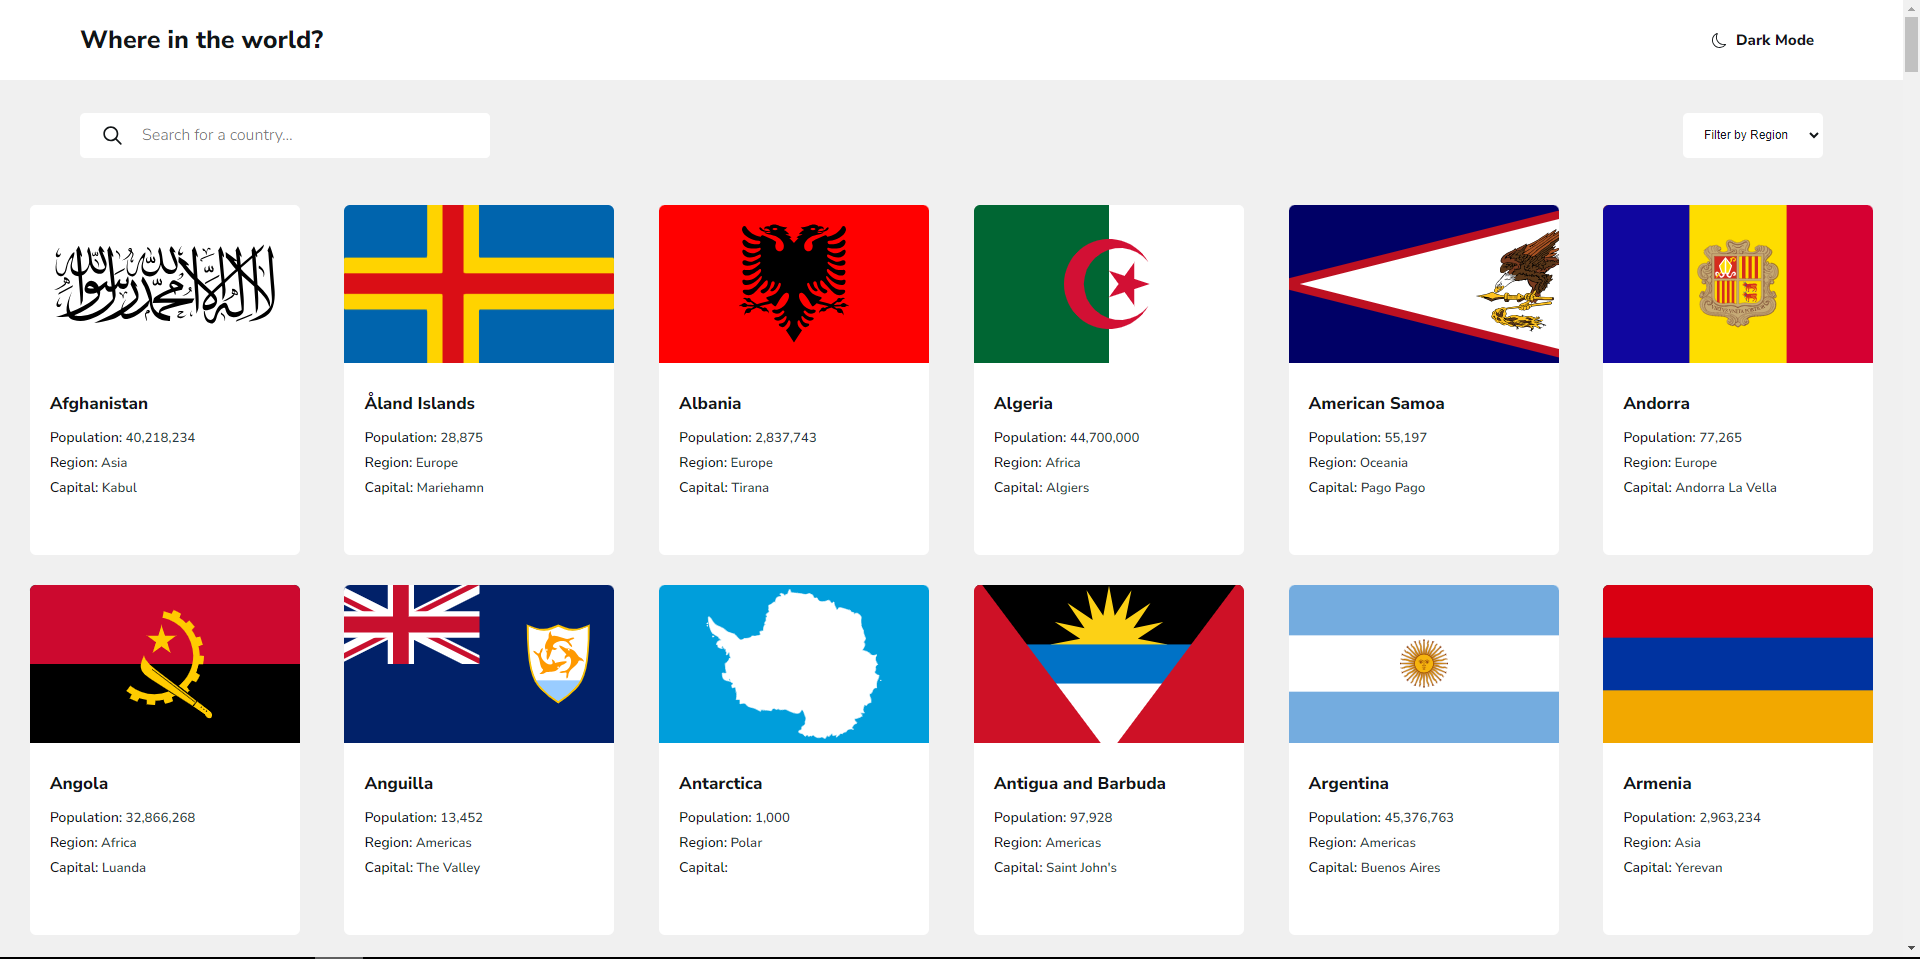 Where in the world?
Dark Mode
Search for a country...
Filter by Region
لا إله إلا الله محمد رسول الله
Afghanistan
Population: 40,218,234
Region: Asia
Capital: Kabul
Åland Islands
Population: 28,875
Region: Europe
Capital: Mariehamn
Albania
Population: 2,837,743
Region: Europe
Capital: Tirana
Algeria
Population: 44,700,000
Region: Africa
Capital: Algiers
American Samoa
Population: 55,197
Region: Oceania
Capital: Pago Pago
Andorra
Population: 77,265
Region: Europe
Capital: Andorra La Vella
Angola
Population: 32,866,268
Region: Africa
Capital: Luanda
Anguilla
Population: 13,452
Region: Americas
Capital: The Valley
Antarctica
Population: 1,000
Region: Polar
Capital:
Antigua and Barbuda
Population: 97,928
Region: Americas
Capital: Saint John's
Argentina
Population: 45,376,763
Region: Americas
Capital: Buenos Aires
Armenia
Population: 2,963,234
Region: Asia
Capital: Yerevan